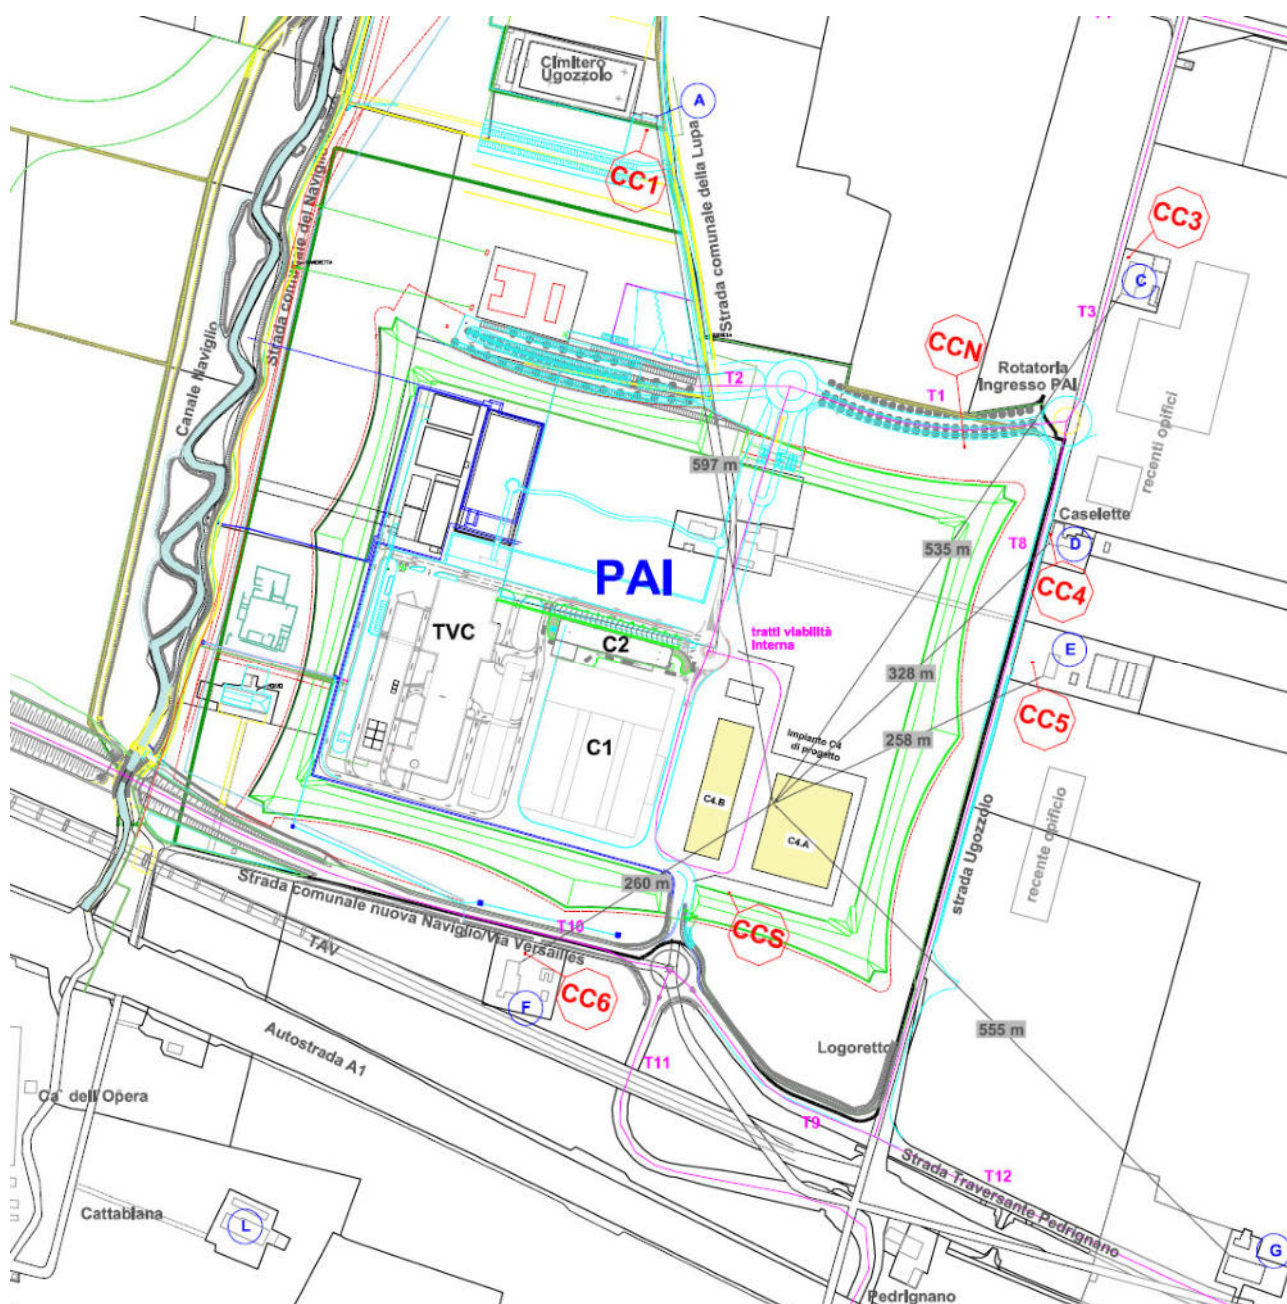 Cimitero
Ugozzolo
A
CC1
Strada comunale della Lupa
Strada comunale del Naviglio
Canale Naviglio
CC3
C
T3
CCN
Rotatoria
Ingresso PAI
T2
T1
recenti opifici
597 m
Caselette
535 m
T8
D
CC4
PAI
TVC
C2
tratti viabilità
interna
E
328 m
CC5
258 m
C1
Impianto C4
di progetto
C4.B
C4.A
strada Ugozzolo
recente opificio
260 m
Strada comunale nuova Naviglio/Via Versailles
T10
CCS
TAV
CC6
F
Autostrada A1
555 m
Logoretto
T11
Ca' dell'Opera
T9
Strada Traversante Pedrignano
T12
Cattabiana
L
G
Pedrignano